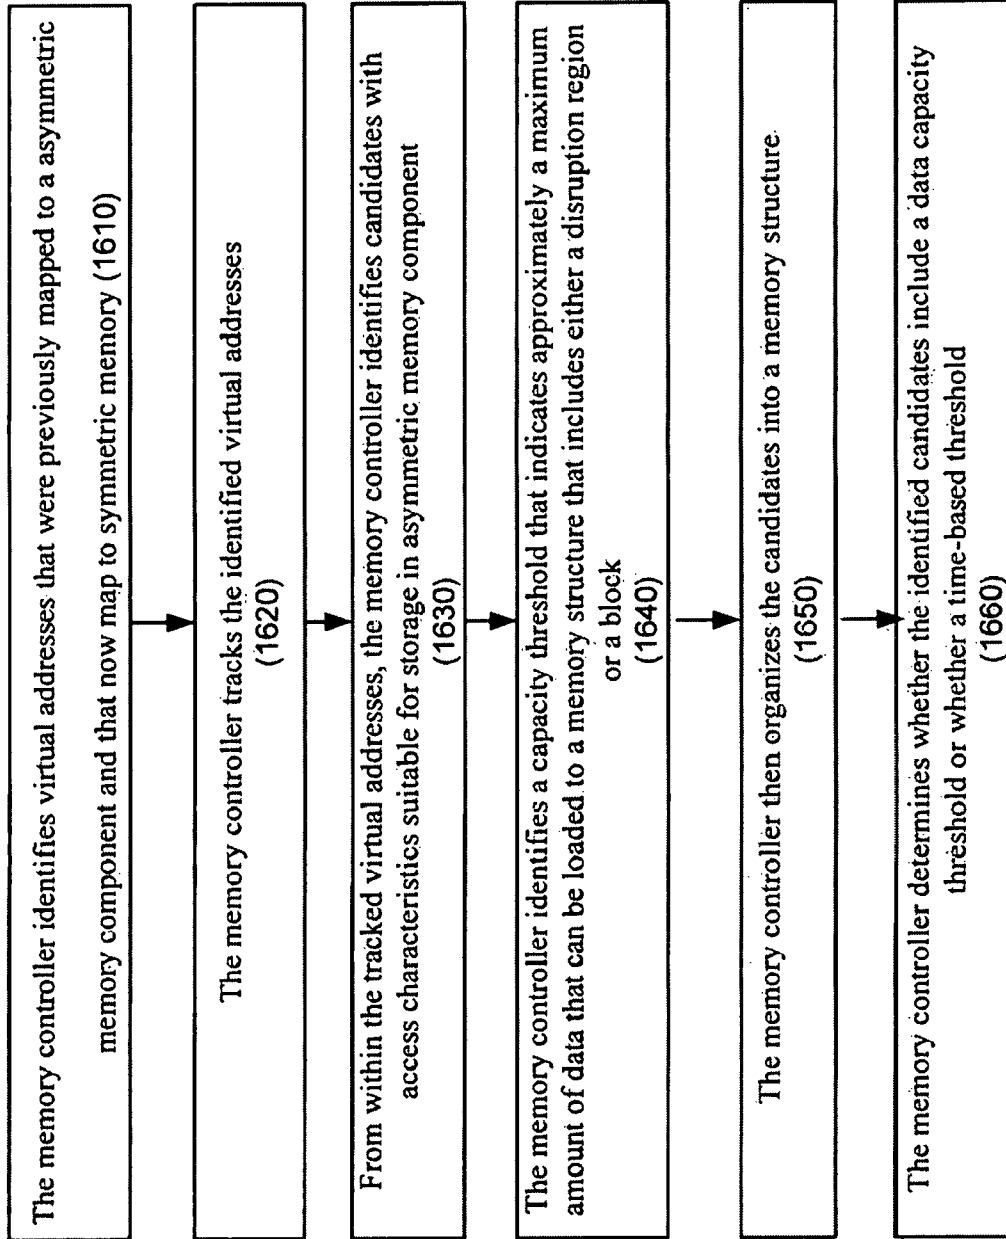 The memory controller identifies virtual addresses that were previously mapped to a asymmetric
memory component and that now map to symmetric memory (1610)
The memory controller tracks the identified virtual addresses
(1620)
From within the tracked virtual addresses, the memory controller identifies candidates with
access characteristics suitable for storage in asymmetric memory component
(1630)
The memory controller identifies a capacity threshold that indicates approximately a maximum
amount of data that can be loaded to a memory structure that includes either a disruption region
or a block
(1640)
The memory controller then organizes the candidates into a memory structure.
(1650)
The memory controller determines whether the identified candidates include a data capacity
threshold or whether a time-based threshold
(1660)